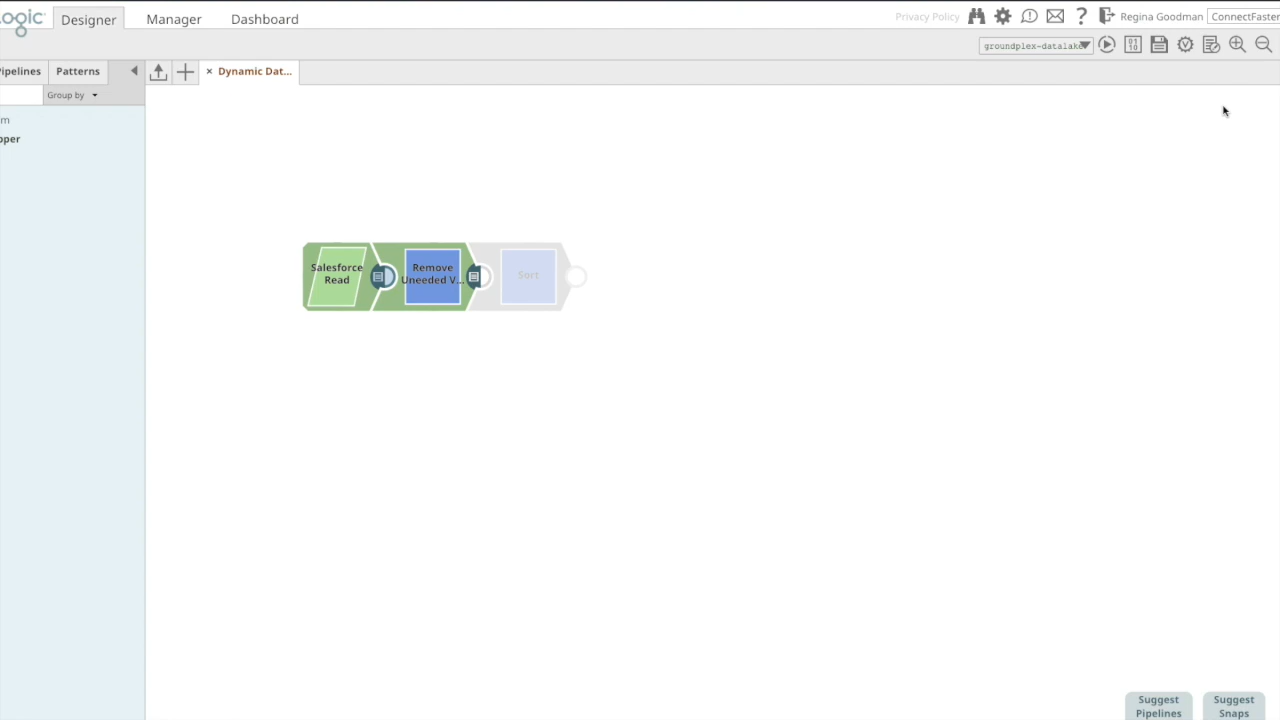 ogic
Designer
Manager
Dashboard
Privacy Policy
Regina Goodman
ConnectFaster
groundplex-datalake
ipelines
Patterns
× Dynamic Dat...
Group by
m
pper
Salesforce
Read
Remove
Uneeded V...
Sort
Suggest
Pipelines
Suggest
Snaps